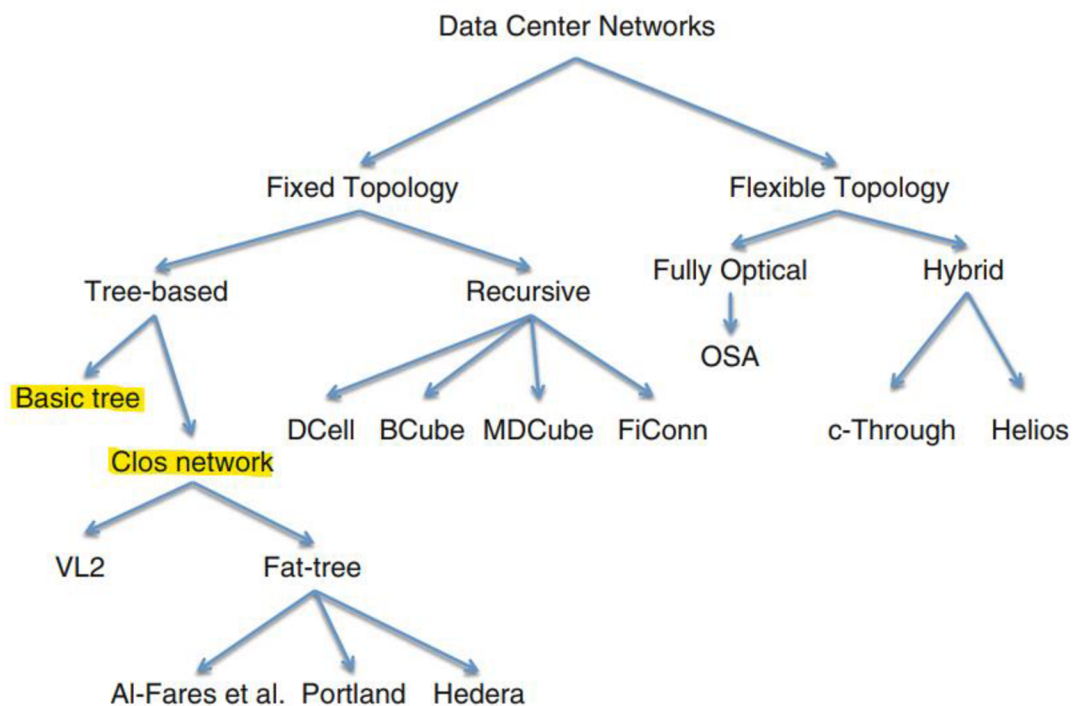 Data Center Networks
Fixed Topology
Flexible Topology
Tree-based
Recursive
Fully Optical
Hybrid
OSA
Basic tree
DCell
BCube
MDCube
FiConn
c-Through
Helios
Clos network
VL2
Fat-tree
Al-Fares et al.
Portland
Hedera